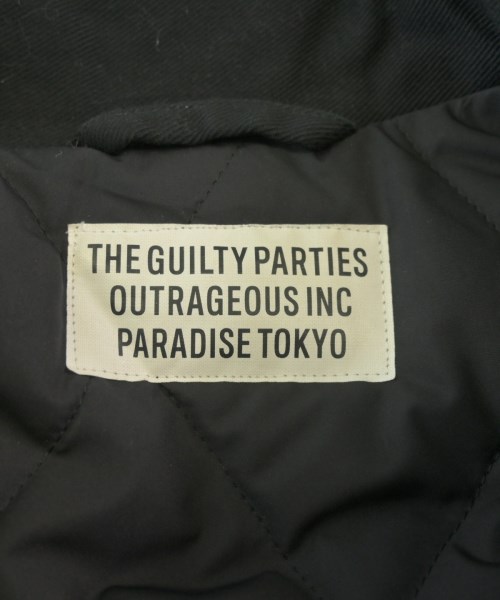 THE GUILTY PARTIES
OUTRAGEOUS INC
PARADISE TOKYO